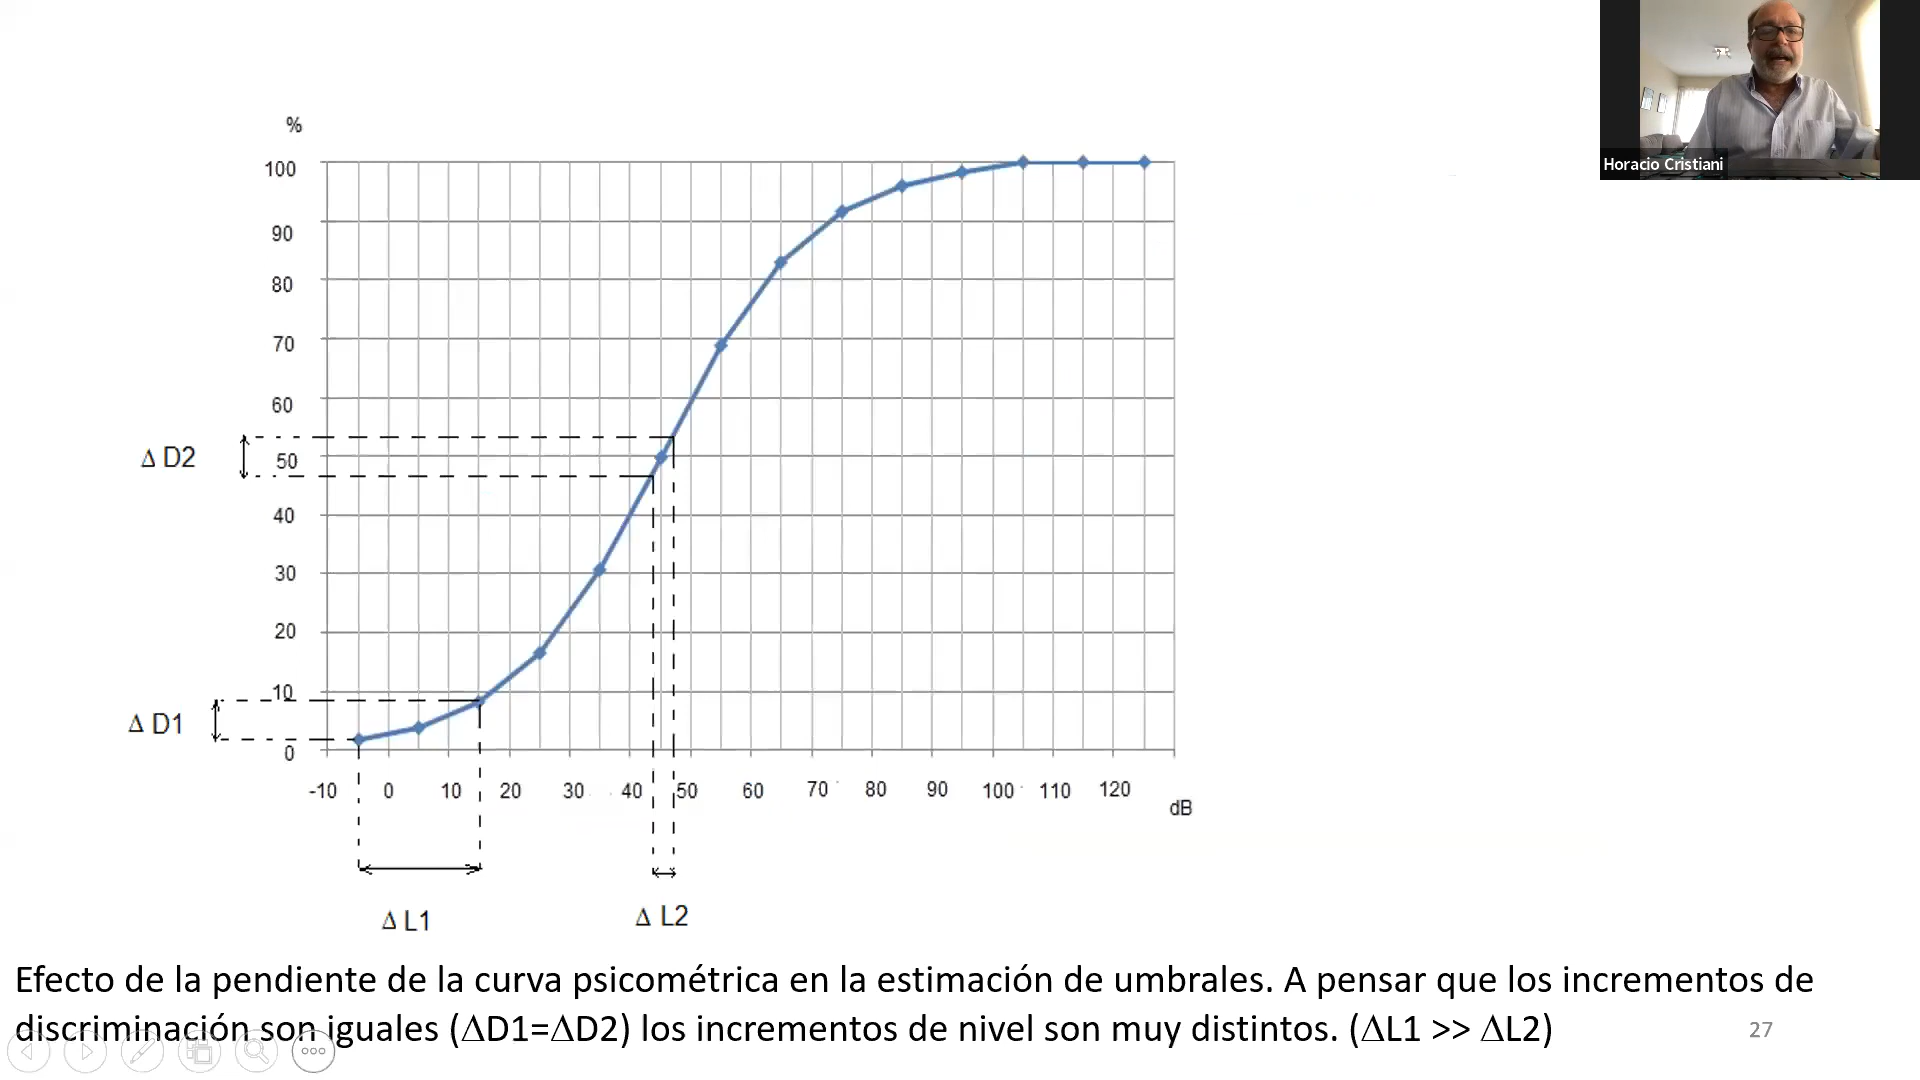 Horacio Cristiani
%
100
90
80
70
60
Δ D2
50
40
30
20
10
Δ D1
0
-10 0 10 20 30 40 50 60 70 80 90 100 110 120
dB
Δ L1
Δ L2
Efecto de la pendiente de la curva psicométrica en la estimación de umbrales. A pensar que los incrementos de
discriminación son iguales (ΔD1=ΔD2) los incrementos de nivel son muy distintos. (ΔL1 >> ΔL2)
27